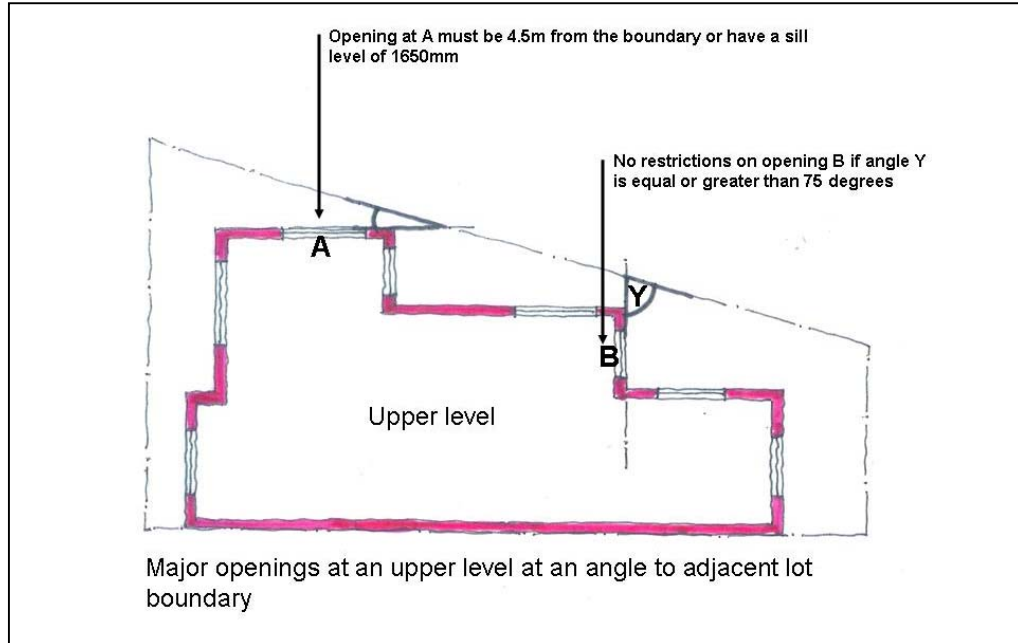 Opening at A must be 4.5m from the boundary or have a sill
level of 1650mm
No restrictions on opening B if angle Y
is equal or greater than 75 degrees
A
Y
B
Upper level
Major openings at an upper level at an angle to adjacent lot
boundary